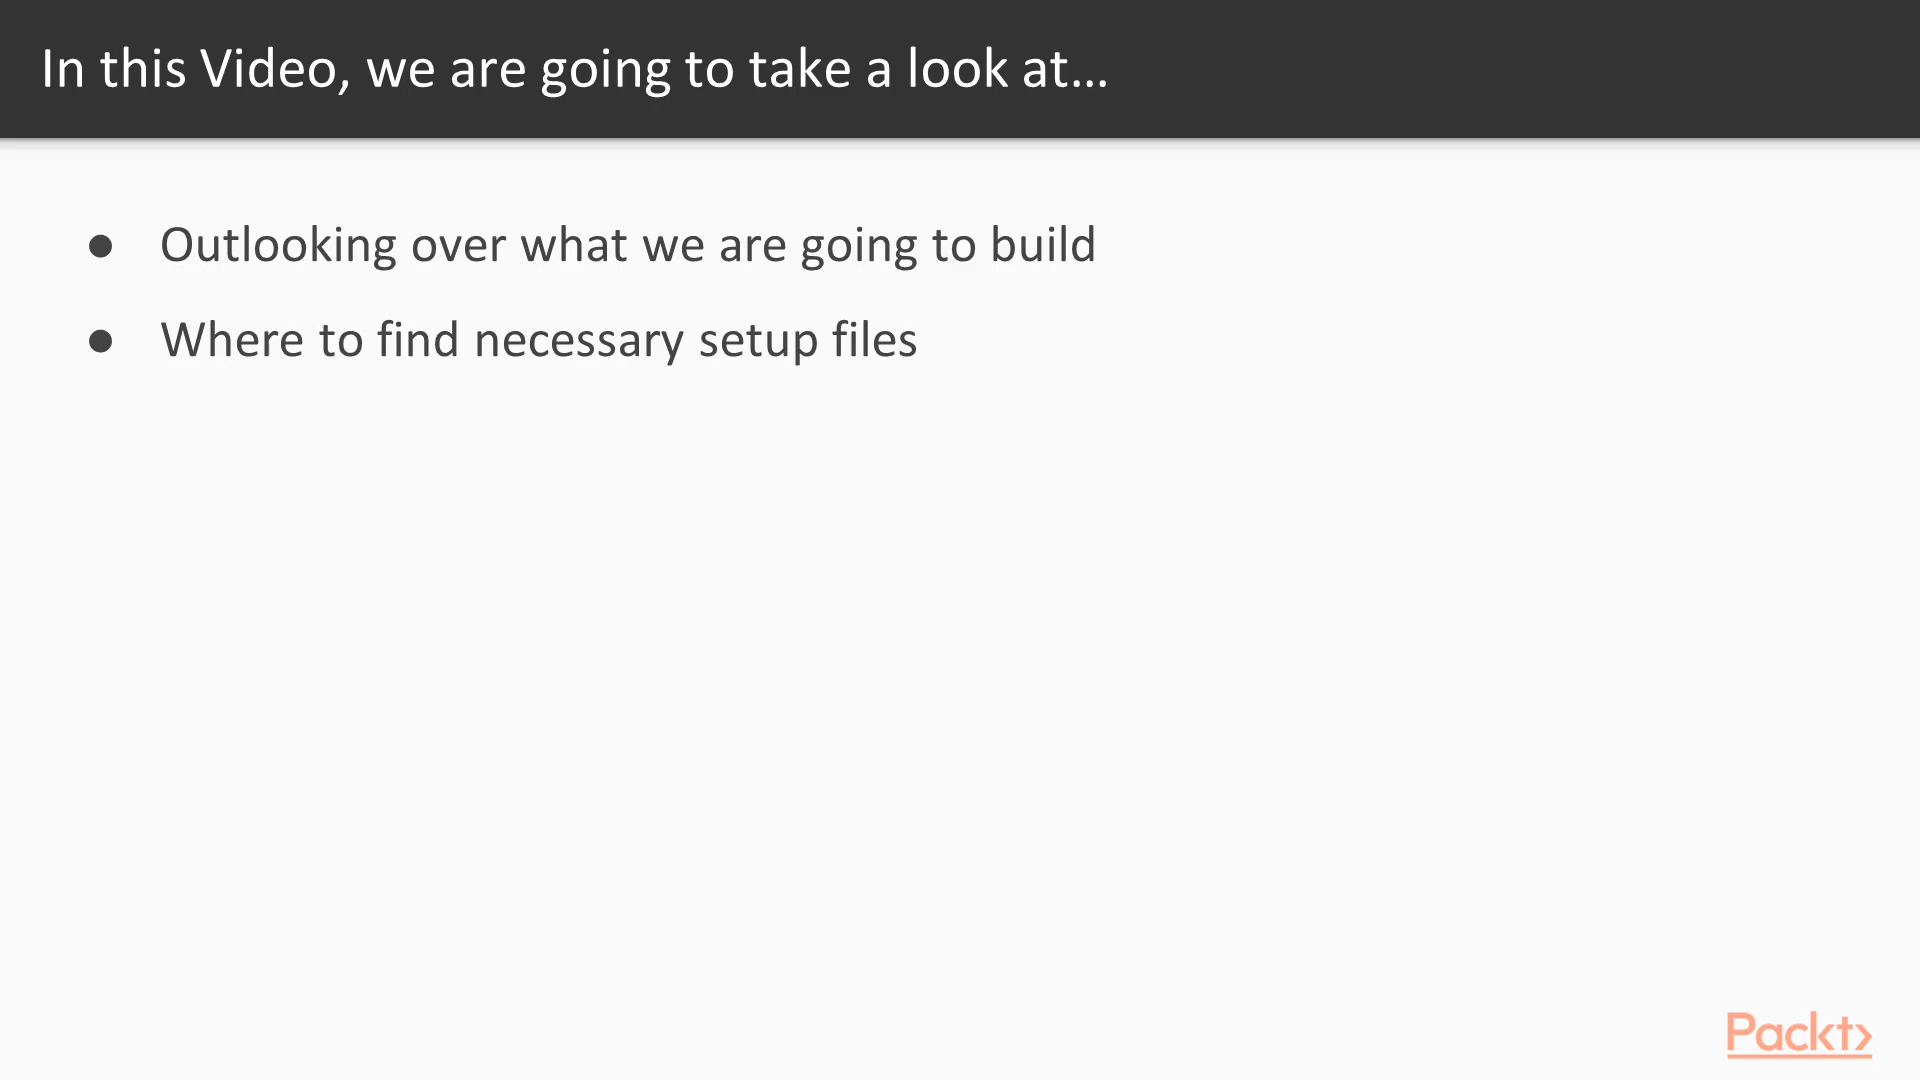 In this Video, we are going to take a look at...
● Outlooking over what we are going to build
● Where to find necessary setup files
Packt>